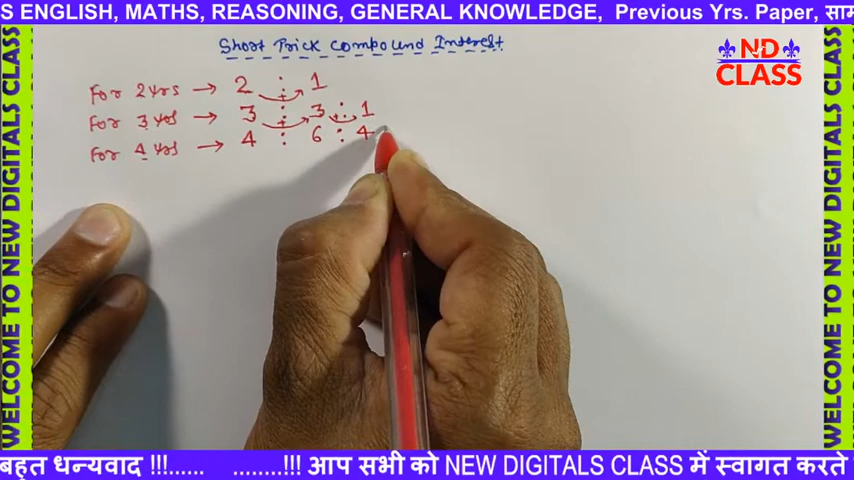 S ENGLISH, MATHS, REASONING, GENERAL KNOWLEDGE, Previous Yrs. Paper, साम
Short Trick Compound Interest
ND
CLASS
For 2 yrs → 2 : 1
For 3 yrs → 3 : 3 : 1
For 4 yrs → 4 : 6 : 4
WELCOME TO NEW DIGITALS CLASS
WELCOME TO NEW DIGITALS CLASS
बहुत धन्यवाद !!!...... ........!!! आप सभी को NEW DIGITALS CLASS में स्वागत करते